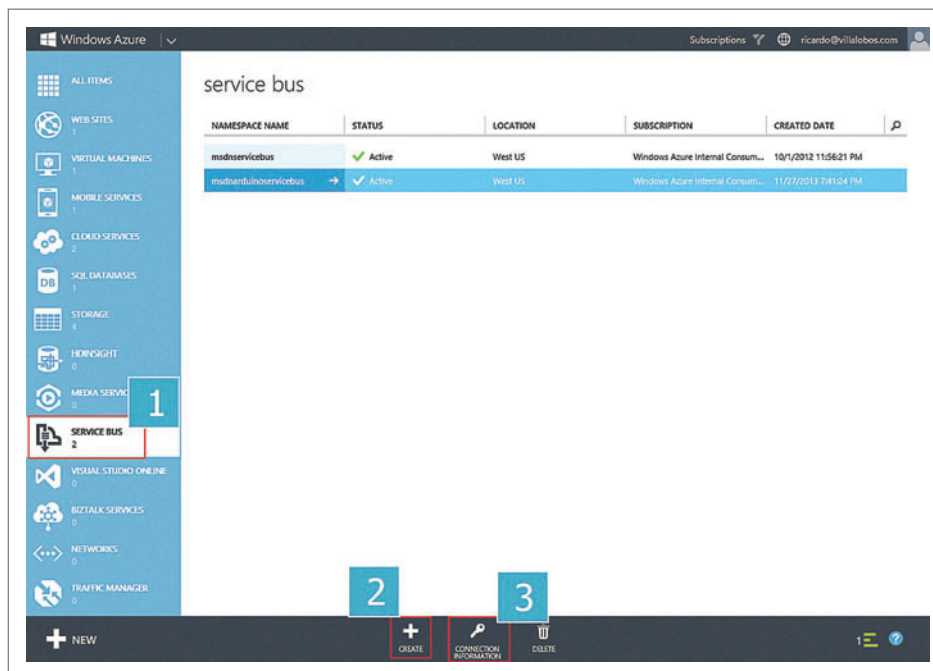 Windows Azure
Subscriptions
ricardo@villalobos.com
ALL ITEMS
WEB SITES
1
VIRTUAL MACHINES
1
MOBILE SERVICES
1
CLOUD SERVICES
2
SQL DATABASES
1
STORAGE
4
HDINSIGHT
0
MEDIA SERVIC
0
1
SERVICE BUS
2
VISUAL STUDIO ONLINE
0
BIZTALK SERVICES
0
NETWORKS
0
TRAFFIC MANAGER
0
service bus
NAMESPACE NAME STATUS LOCATION SUBSCRIPTION CREATED DATE
msdnservicebus Active West US Windows Azure Internal Consum... 10/1/2012 11:56:21 PM
msdnarduinoservicebus Active West US Windows Azure Internal Consum... 11/27/2013 7:41:24 PM
2
3
NEW
CREATE
CONNECTION
INFORMATION
DELETE
1
?
DB